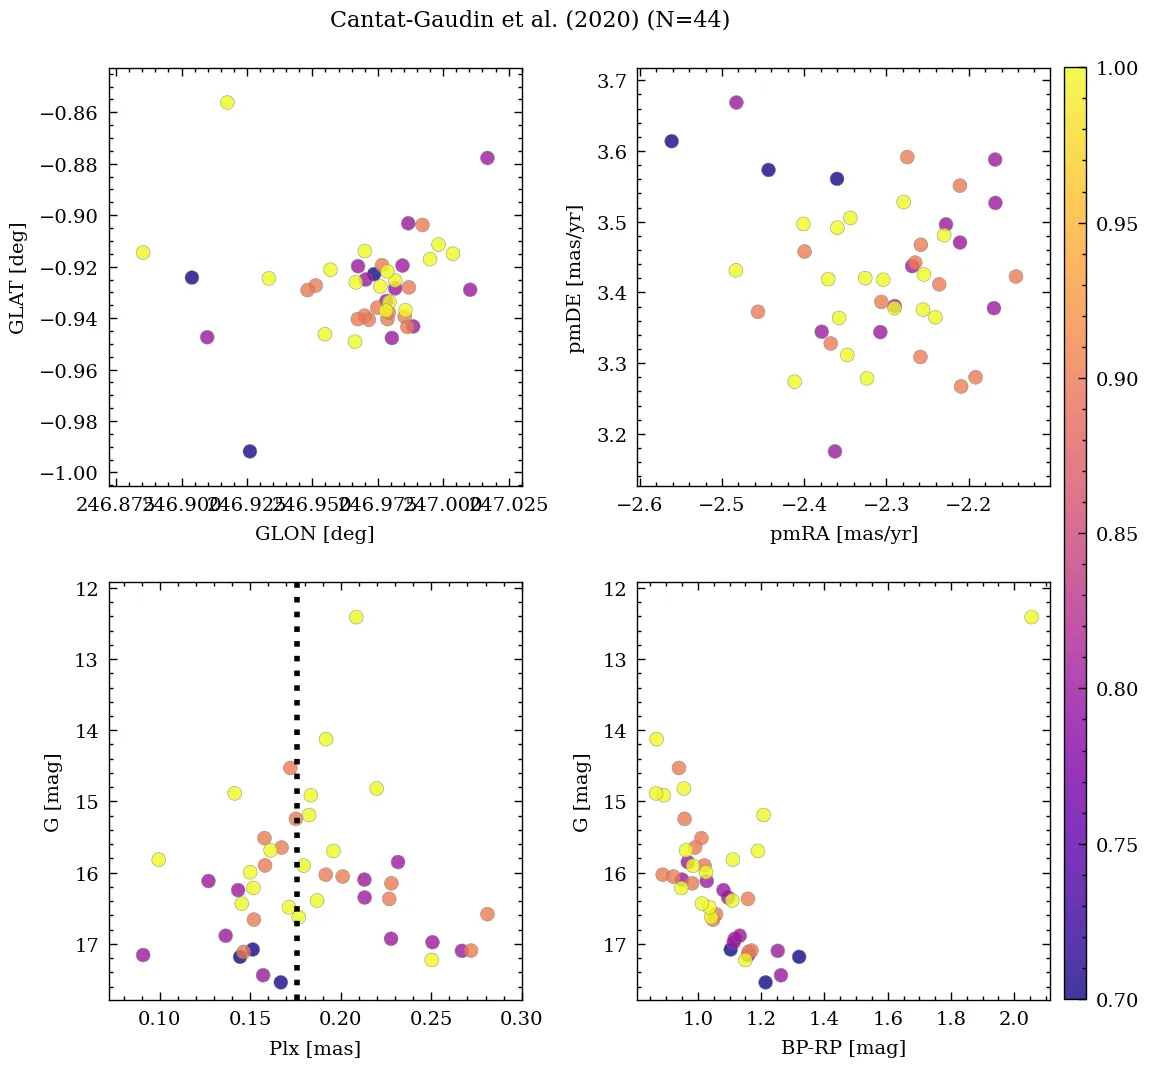 Cantat-Gaudin et al. (2020) (N=44)
−0.86
−0.88
−0.90
−0.92
−0.94
−0.96
−0.98
−1.00
GLAT [deg]
246.875 246.900 246.925 246.950 246.975 247.000 247.025
GLON [deg]
3.7
3.6
3.5
3.4
3.3
3.2
pmDE [mas/yr]
−2.6 −2.5 −2.4 −2.3 −2.2
pmRA [mas/yr]
12
13
14
15
16
17
G [mag]
0.10 0.15 0.20 0.25 0.30
Plx [mas]
12
13
14
15
16
17
G [mag]
1.0 1.2 1.4 1.6 1.8 2.0
BP-RP [mag]
1.00
0.95
0.90
0.85
0.80
0.75
0.70